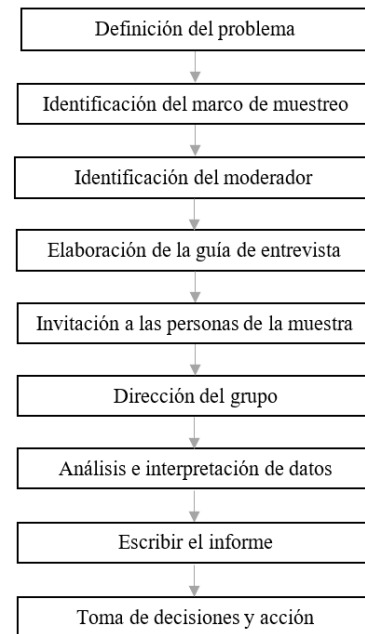 Definición del problema
Identificación del marco de muestreo
Identificación del moderador
Elaboración de la guía de entrevista
Invitación a las personas de la muestra
Dirección del grupo
Análisis e interpretación de datos
Escribir el informe
Toma de decisiones y acción